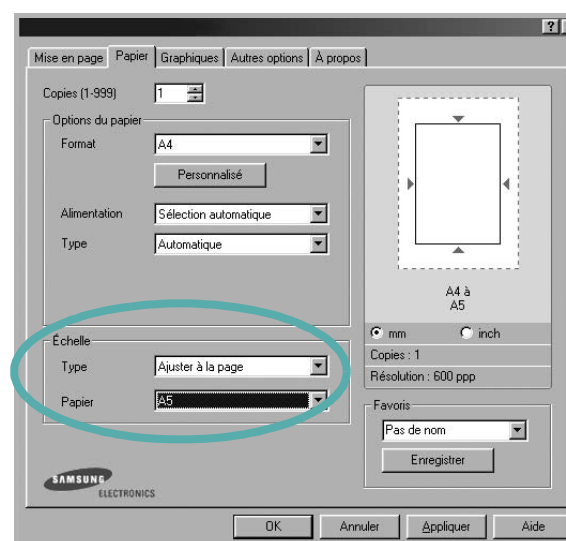 ?
Mise en page Papier Graphiques Autres options À propos
Copies (1-999) 1
Options du papier
Format A4
Personnalisé
Alimentation Sélection automatique
Type Automatique
A4 à
A5
mm inch
Copies : 1
Résolution : 600 ppp
Échelle
Type Ajuster à la page
Papier A5
Favoris
Pas de nom
Enregistrer
SAMSUNG
ELECTRONICS
OK Annuler Appliquer Aide